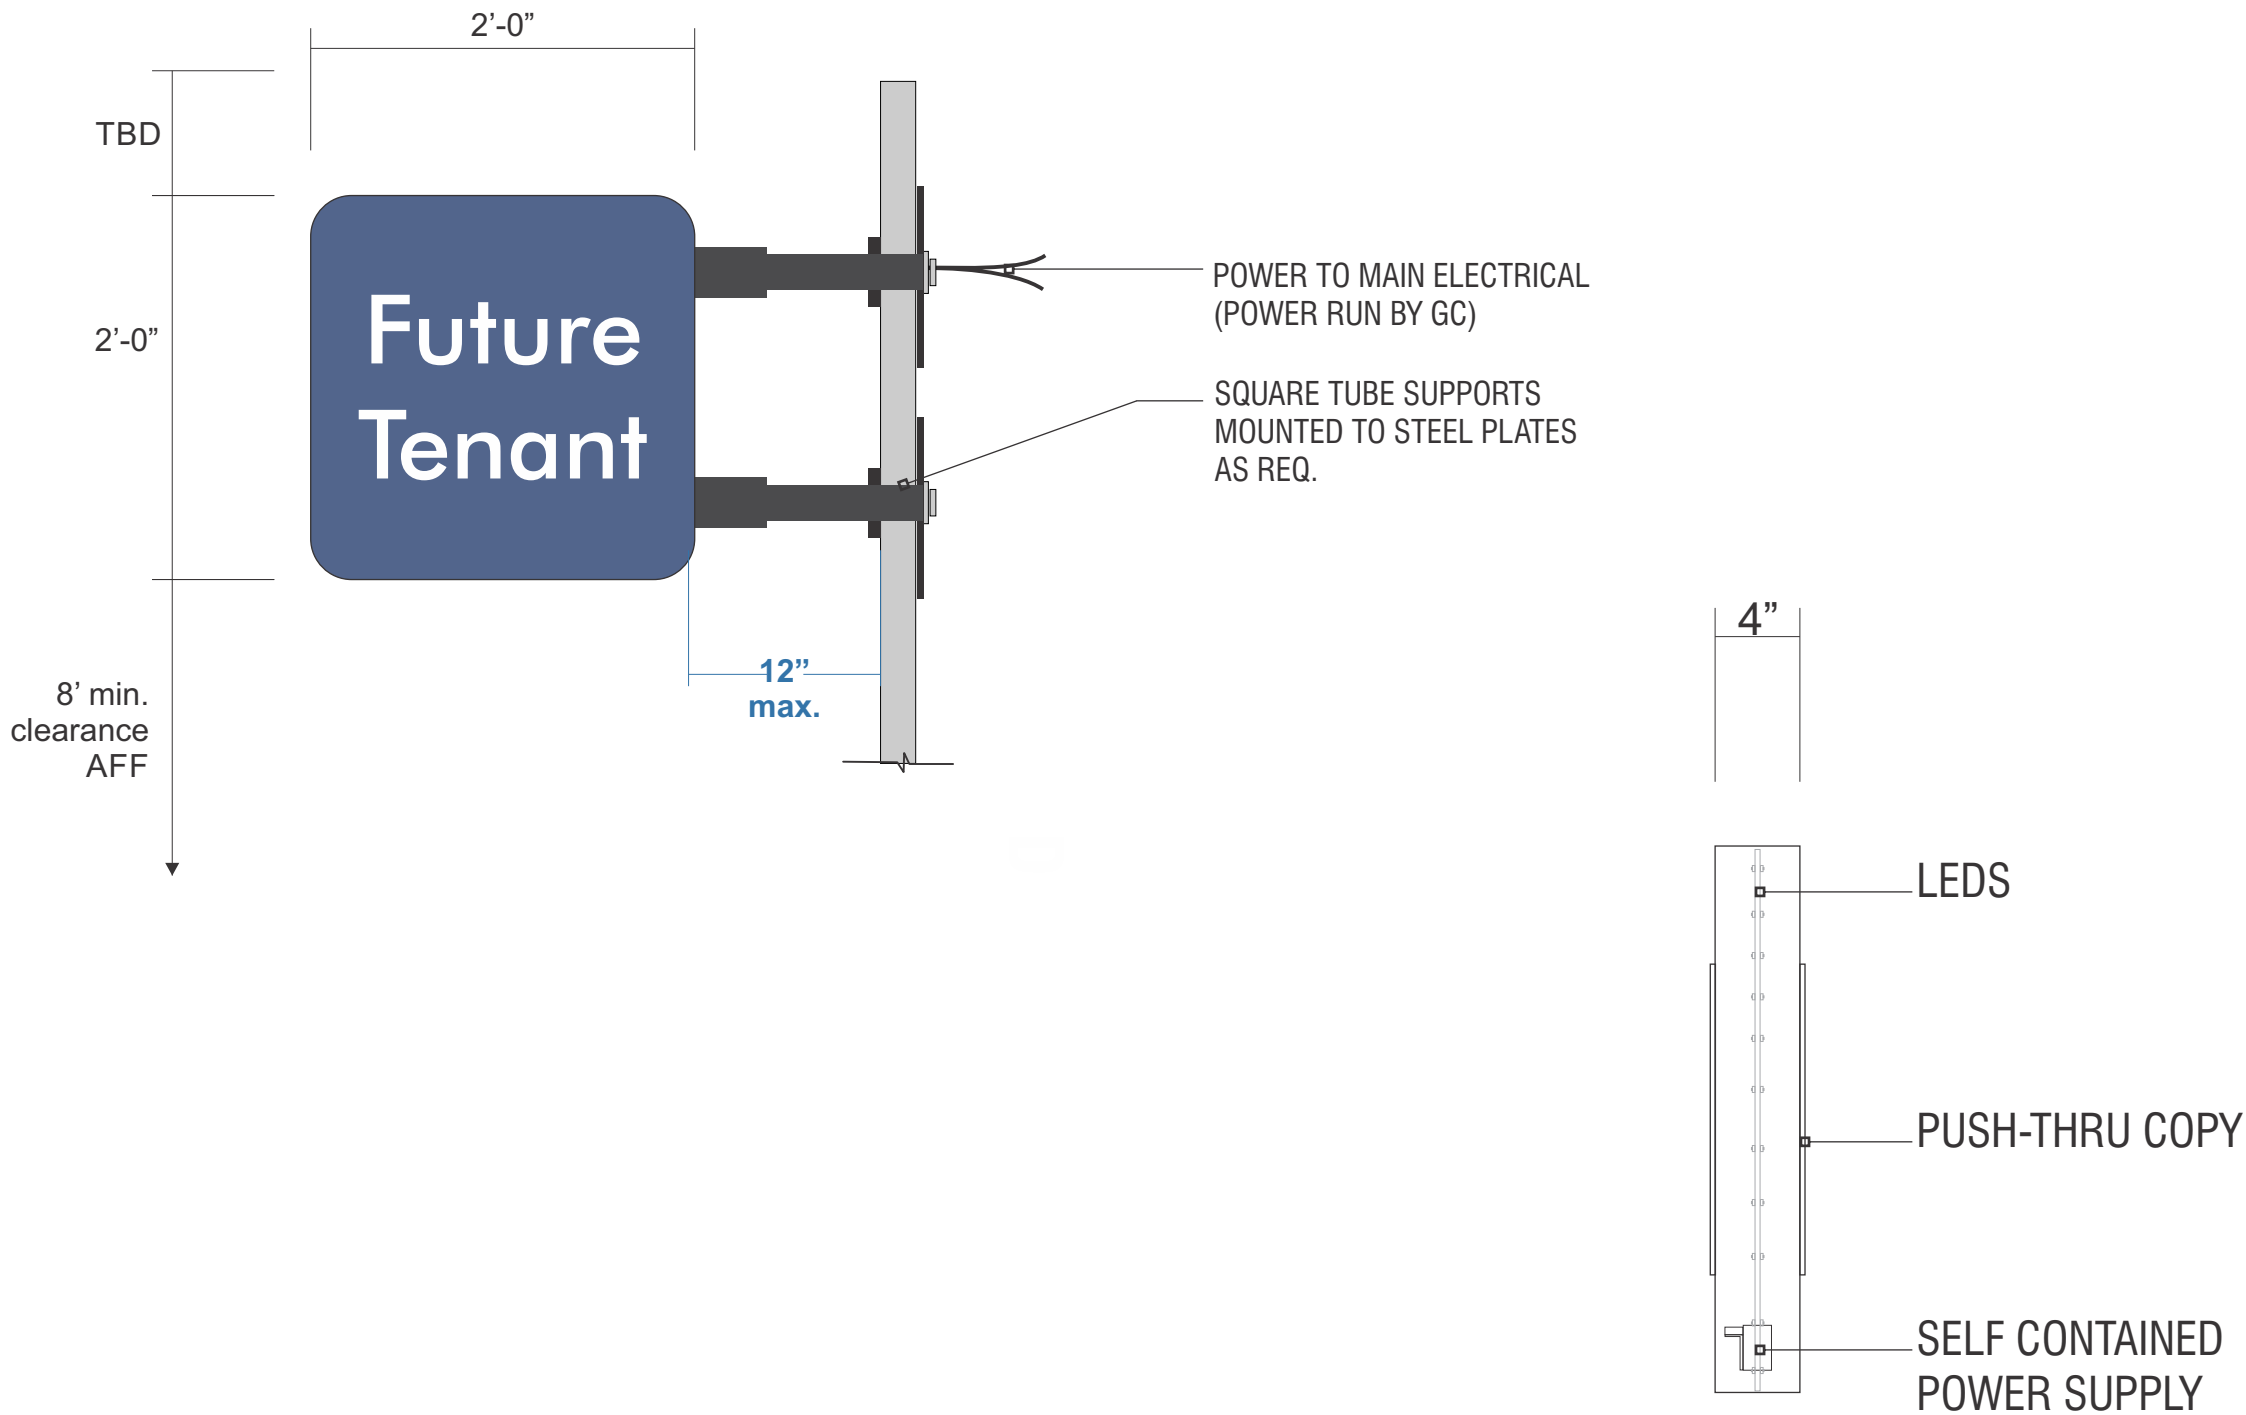 2’-0”
TBD
2’-0”
8’ min.
clearance
AFF
Future
Tenant
12”
max.
POWER TO MAIN ELECTRICAL
(POWER RUN BY GC)
SQUARE TUBE SUPPORTS
MOUNTED TO STEEL PLATES
AS REQ.
4”
LEDS
PUSH-THRU COPY
SELF CONTAINED
POWER SUPPLY